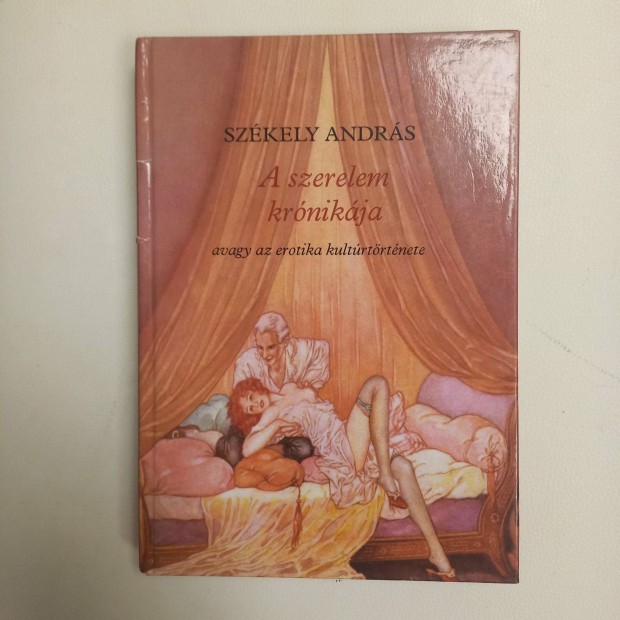 SZÉKELY ANDRÁS
A szerelem
krónikája
avagy az erotika kultúrtörténete